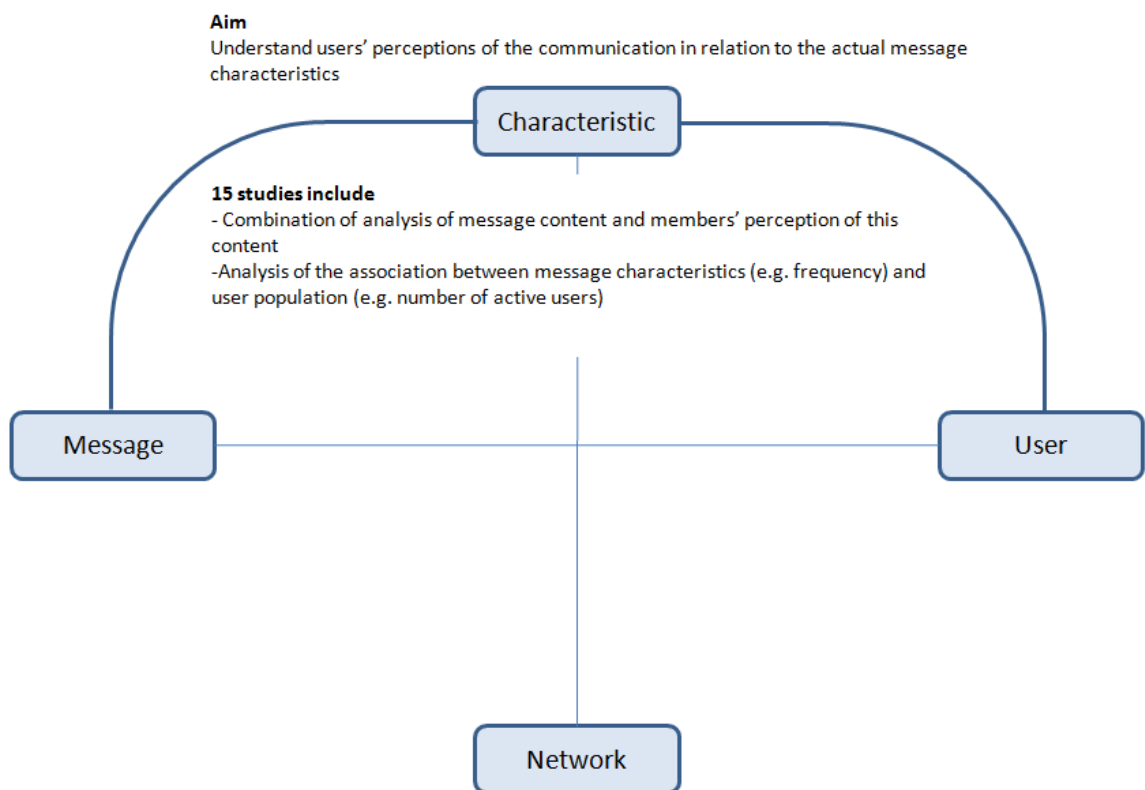 Aim
Understand users’ perceptions of the communication in relation to the actual message
characteristics
Characteristic
15 studies include
- Combination of analysis of message content and members’ perception of this
content
-Analysis of the association between message characteristics (e.g. frequency) and
user population (e.g. number of active users)
Message
User
Network